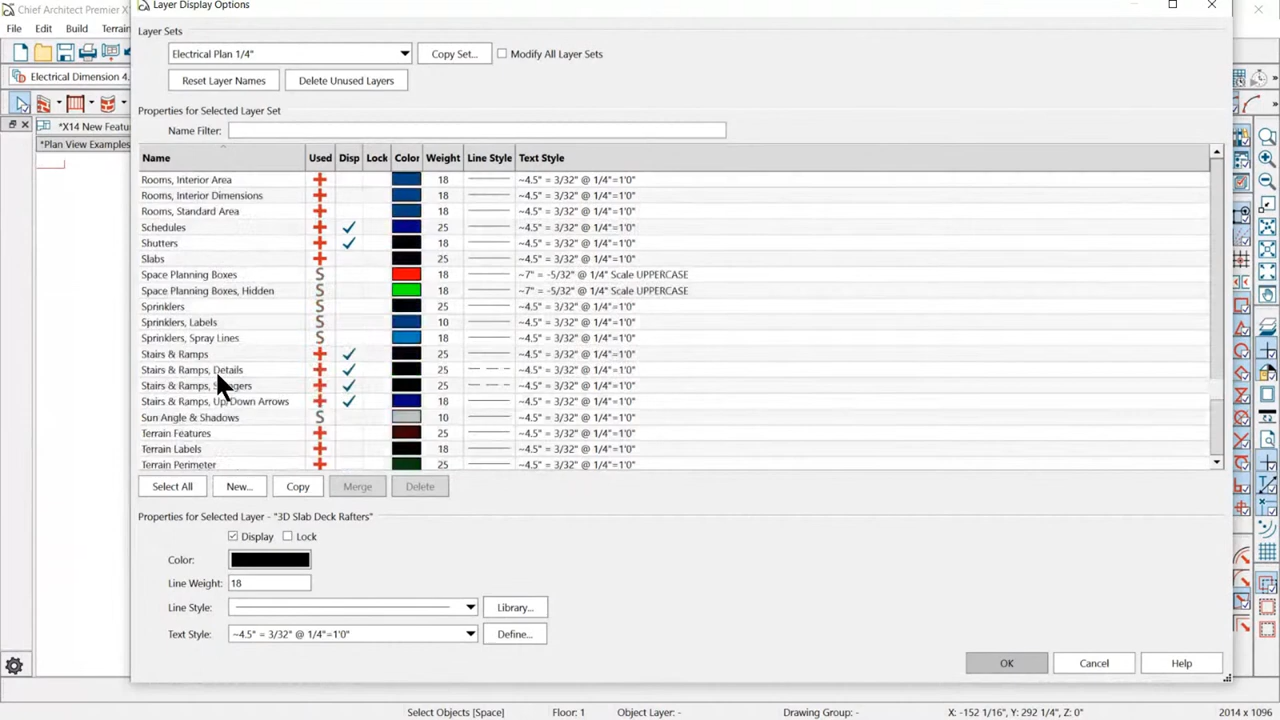 Chief Architect Premier X
Layer Display Options
File Edit Build Terrain
Layer Sets
Electrical Plan 1/4" Copy Set... Modify All Layer Sets
Electrical Dimension 4.
Reset Layer Names Delete Unused Layers
Properties for Selected Layer Set
*X14 New Featu
Name Filter:
*Plan View Examples
Name Used Disp Lock Color Weight Line Style Text Style
Rooms, Interior Area 18 ~4.5" = 3/32" @ 1/4"=1'0"
Rooms, Interior Dimensions 18 ~4.5" = 3/32" @ 1/4"=1'0"
Rooms, Standard Area 18 ~4.5" = 3/32" @ 1/4"=1'0"
Schedules 25 ~4.5" = 3/32" @ 1/4"=1'0"
Shutters 18 ~4.5" = 3/32" @ 1/4"=1'0"
Slabs 25 ~4.5" = 3/32" @ 1/4"=1'0"
Space Planning Boxes S 18 ~7" = -5/32" @ 1/4" Scale UPPERCASE
Space Planning Boxes, Hidden S 18 ~7" = -5/32" @ 1/4" Scale UPPERCASE
Sprinklers S 25 ~4.5" = 3/32" @ 1/4"=1'0"
Sprinklers, Labels S 10 ~4.5" = 3/32" @ 1/4"=1'0"
Sprinklers, Spray Lines S 18 ~4.5" = 3/32" @ 1/4"=1'0"
Stairs & Ramps 25 ~4.5" = 3/32" @ 1/4"=1'0"
Stairs & Ramps, Details 25 ~4.5" = 3/32" @ 1/4"=1'0"
Stairs & Ramps, 25 ~4.5" = 3/32" @ 1/4"=1'0"
Stairs & Ramps, Up/Down Arrows 18 ~4.5" = 3/32" @ 1/4"=1'0"
Sun Angle & Shadows S 10 ~4.5" = 3/32" @ 1/4"=1'0"
Terrain Features 25 ~4.5" = 3/32" @ 1/4"=1'0"
Terrain Labels 18 ~4.5" = 3/32" @ 1/4"=1'0"
Terrain Perimeter 25 ~4.5" = 3/32" @ 1/4"=1'0"
Select All New... Copy Merge Delete
Properties for Selected Layer - "3D Slab Deck Rafters"
Display Lock
Color:
Line Weight: 18
Line Style: Library...
Text Style: ~4.5" = 3/32" @ 1/4"=1'0" Define...
OK Cancel Help
Select Objects [Space] Floor: 1 Object Layer: - Drawing Group: - X: -152 1/16", Y: 292 1/4", Z: 0" 2014 x 1096